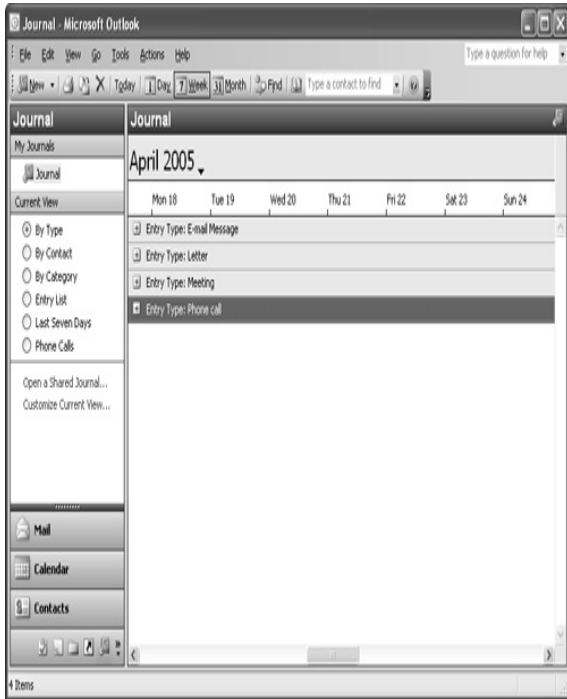 Journal - Microsoft Outlook
File Edit View Go Tools Actions Help
Type a question for help
New Today 1 Day 7 Week 31 Month Find Type a contact to find
Journal
My Journals
Journal
Current View
By Type
By Contact
By Category
Entry List
Last Seven Days
Phone Calls
Open a Shared Journal...
Customize Current View...
Mail
Calendar
Contacts
Journal
April 2005
Mon 18 Tue 19 Wed 20 Thu 21 Fri 22 Sat 23 Sun 24
Entry Type: E-mail Message
Entry Type: Letter
Entry Type: Meeting
Entry Type: Phone call
4 Items